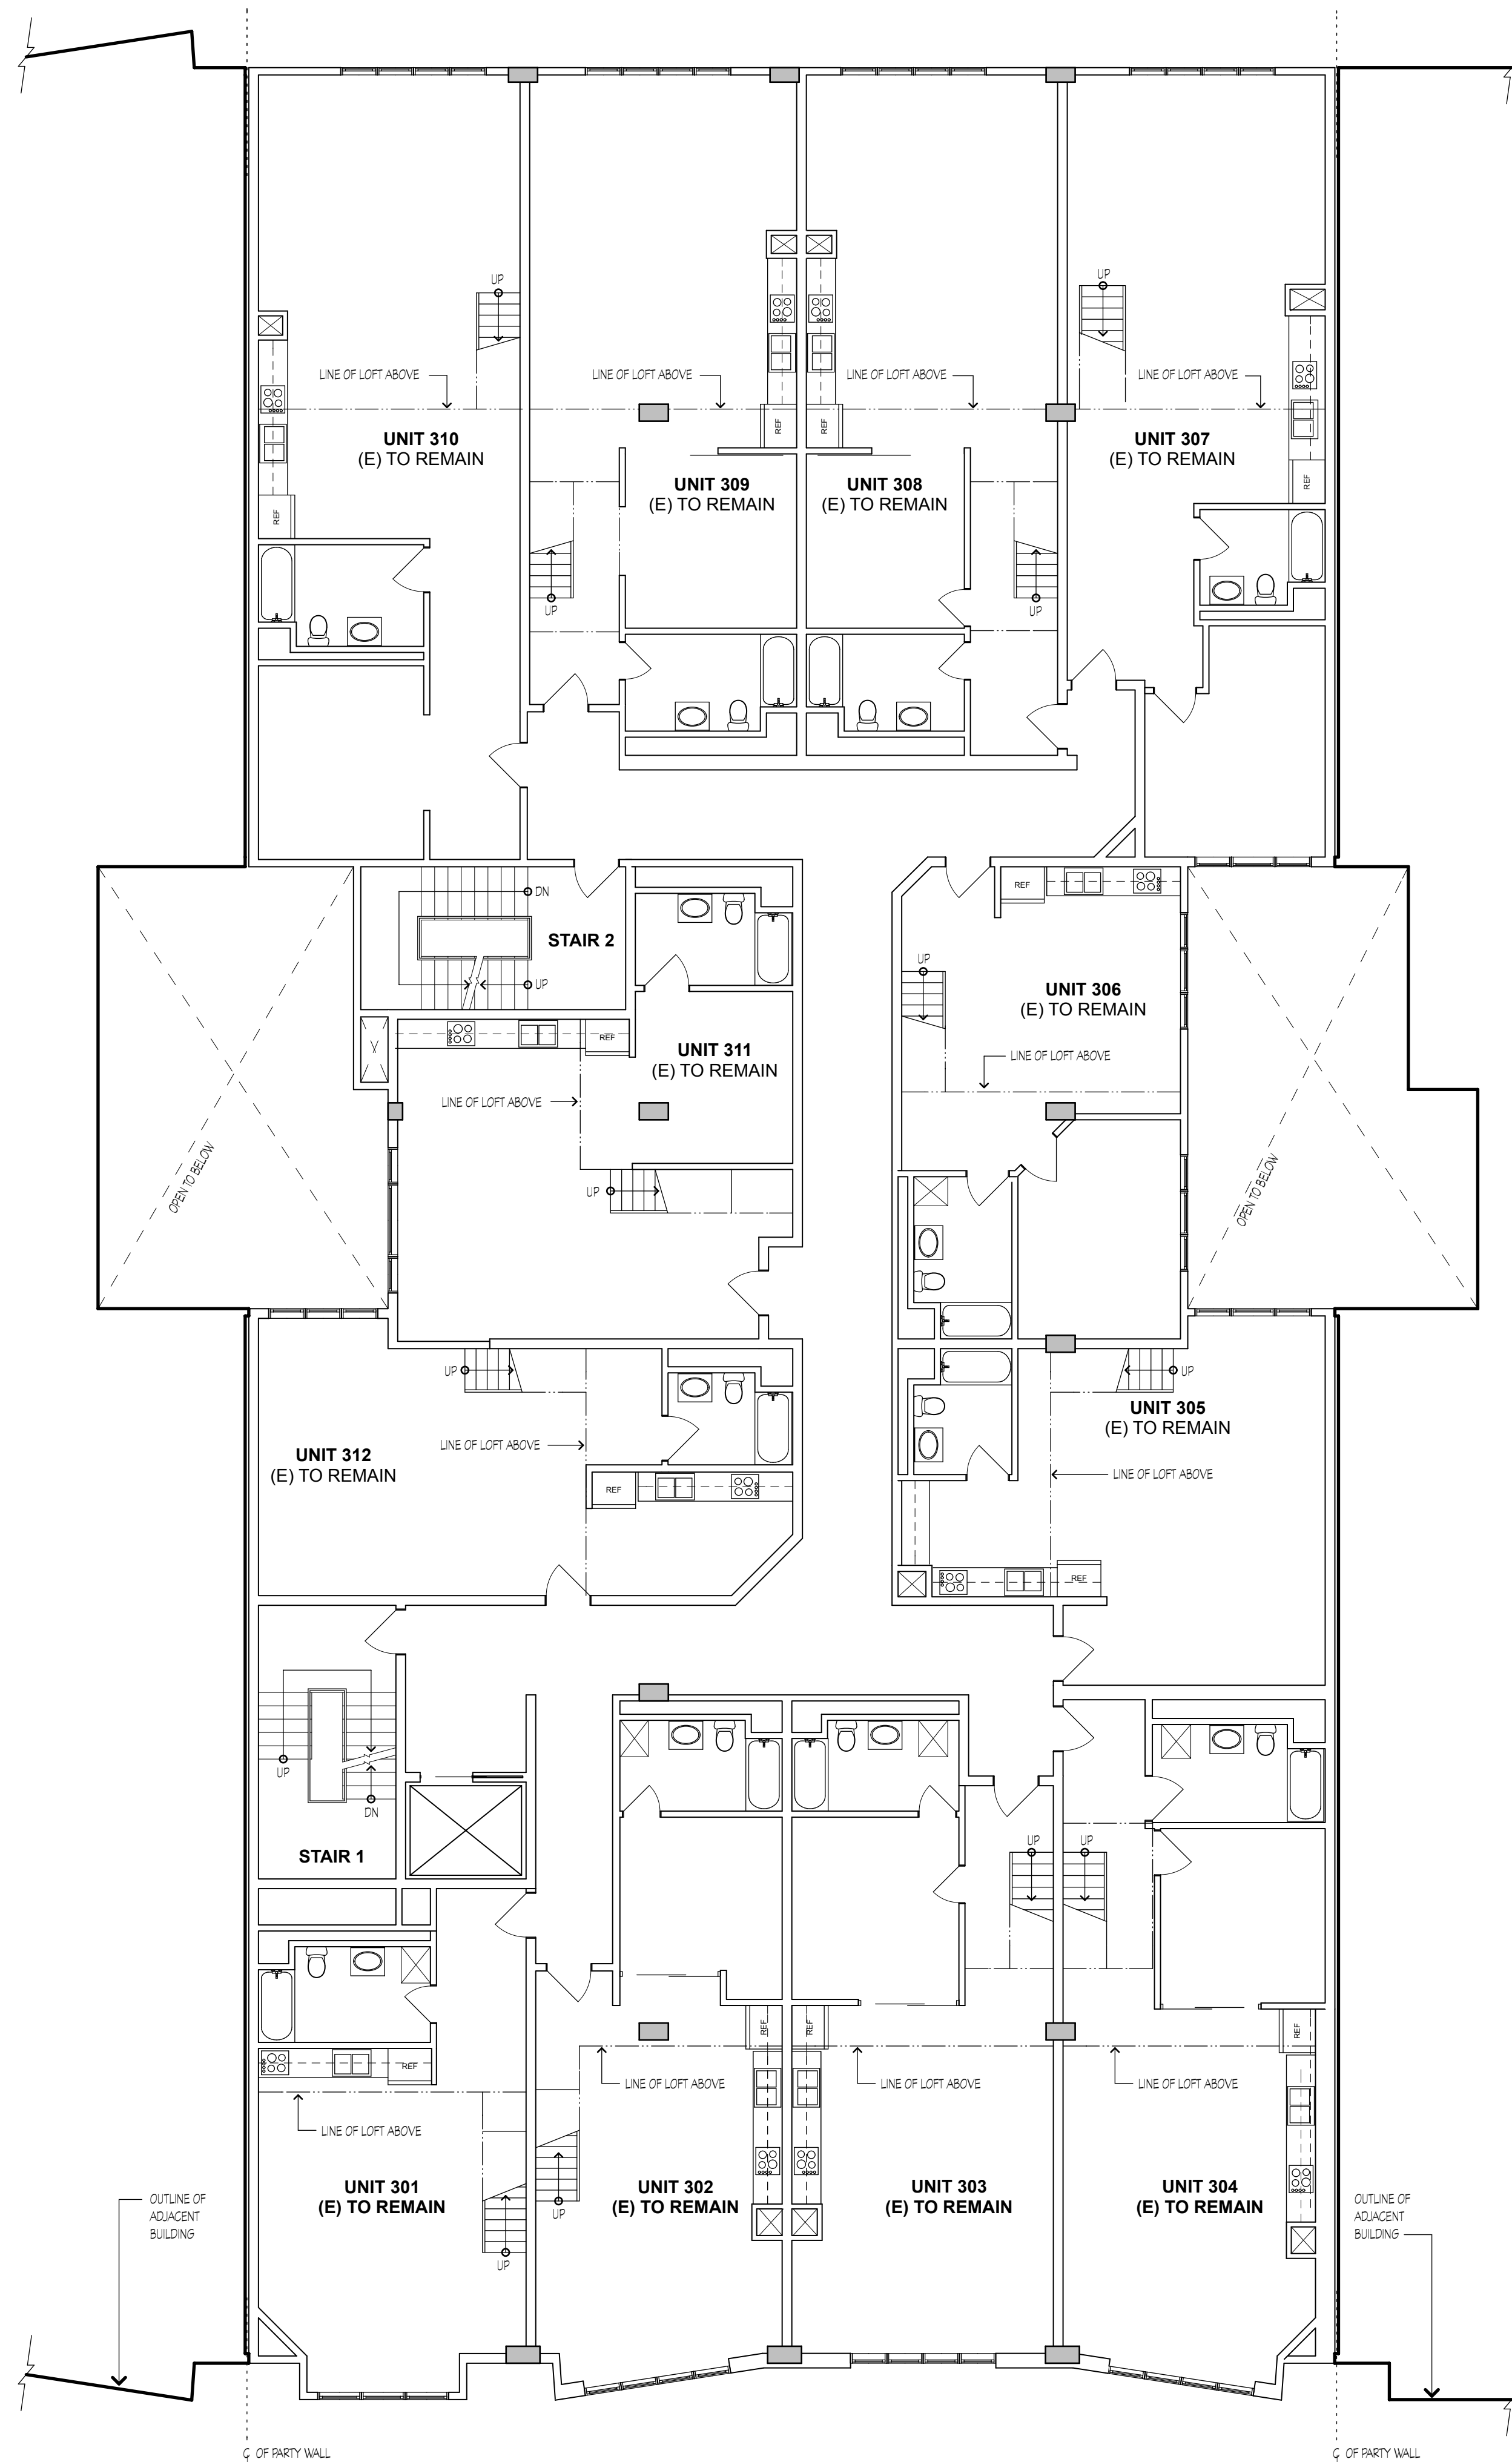 UP
UP
LINE OF LOFT ABOVE
LINE OF LOFT ABOVE
LINE OF LOFT ABOVE
LINE OF LOFT ABOVE
REF
REF
UNIT 310
(E) TO REMAIN
UNIT 307
(E) TO REMAIN
REF
REF
UNIT 309
(E) TO REMAIN
UNIT 308
(E) TO REMAIN
UP
UP
DN
STAIR 2
UP
REF
UP
UNIT 306
(E) TO REMAIN
REF
UNIT 311
(E) TO REMAIN
LINE OF LOFT ABOVE
LINE OF LOFT ABOVE
OPEN TO BELOW
OPEN TO BELOW
UP
UP
UP
UNIT 305
(E) TO REMAIN
UNIT 312
(E) TO REMAIN
LINE OF LOFT ABOVE
LINE OF LOFT ABOVE
REF
REF
UP
DN
STAIR 1
UP
UP
REF
REF
REF
REF
LINE OF LOFT ABOVE
LINE OF LOFT ABOVE
LINE OF LOFT ABOVE
LINE OF LOFT ABOVE
UNIT 301
(E) TO REMAIN
UNIT 302
(E) TO REMAIN
UNIT 303
(E) TO REMAIN
UNIT 304
(E) TO REMAIN
UP
UP
OUTLINE OF
ADJACENT
BUILDING
OUTLINE OF
ADJACENT
BUILDING
℄ OF PARTY WALL
℄ OF PARTY WALL